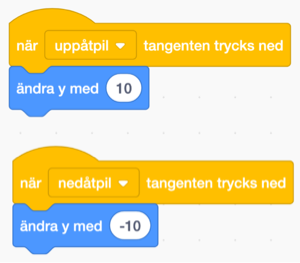 när uppåtpil tangenten trycks ned
ändra y med 10
när nedåtpil tangenten trycks ned
ändra y med -10